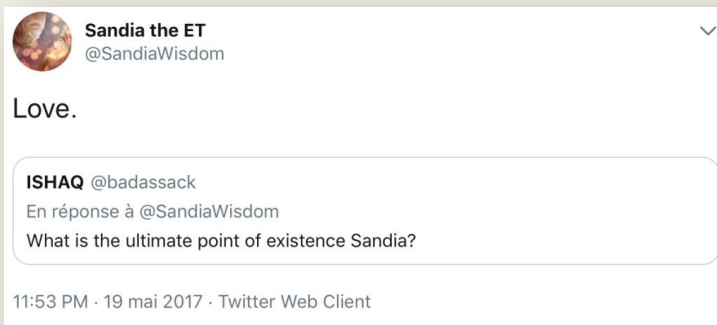 Sandia the ET
@SandiaWisdom
Love.
ISHAQ @badassack
En réponse à @SandiaWisdom
What is the ultimate point of existence Sandia?
11:53 PM · 19 mai 2017 · Twitter Web Client